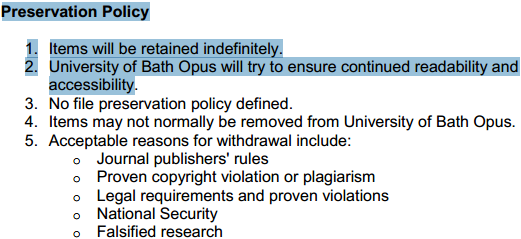 Preservation Policy
1. Items will be retained indefinitely.
2. University of Bath Opus will try to ensure continued readability and
accessibility.
3. No file preservation policy defined.
4. Items may not normally be removed from University of Bath Opus.
5. Acceptable reasons for withdrawal include:
o Journal publishers' rules
o Proven copyright violation or plagiarism
o Legal requirements and proven violations
o National Security
o Falsified research